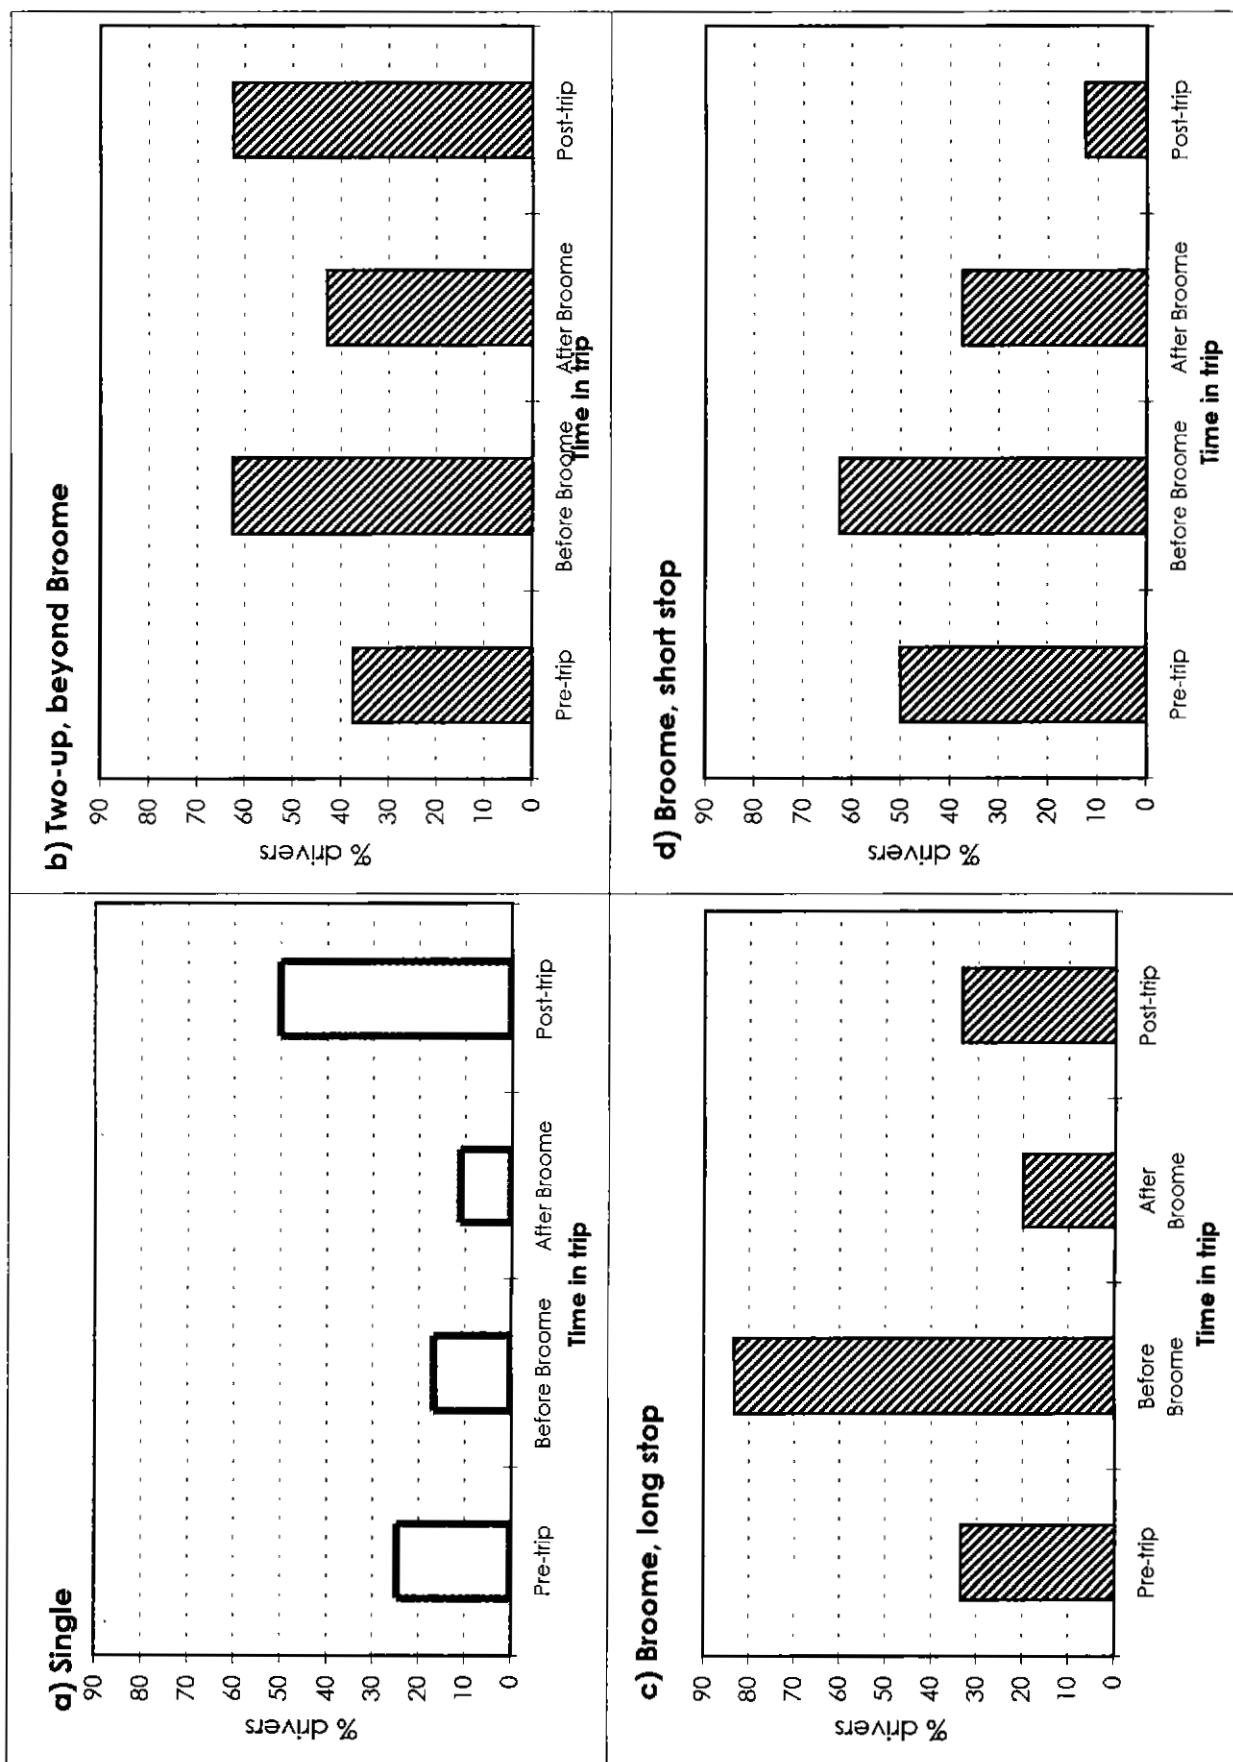 a) Single
% drivers
90
80
70
60
50
40
30
20
10
0
Pre-trip
Before Broome
After Broome
Post-trip
Time in trip
b) Two-up, beyond Broome
% drivers
90
80
70
60
50
40
30
20
10
0
Pre-trip
Before Broome
After Broome
Post-trip
Time in trip
c) Broome, long stop
% drivers
90
80
70
60
50
40
30
20
10
0
Pre-trip
Before
Broome
After
Broome
Post-trip
Time in trip
d) Broome, short stop
% drivers
90
80
70
60
50
40
30
20
10
0
Pre-trip
Before Broome
After Broome
Post-trip
Time in trip